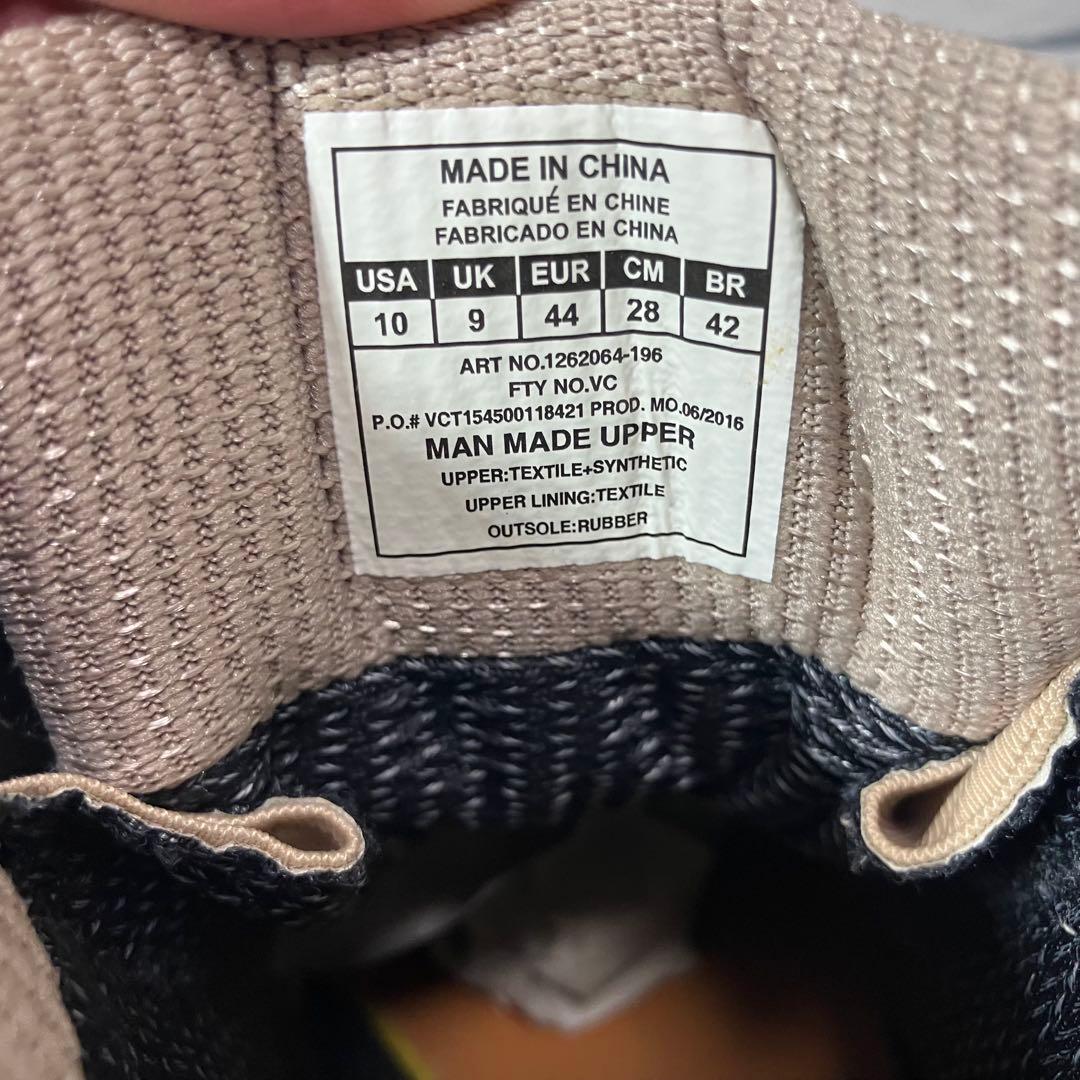 MADE IN CHINA
FABRIQUÉ EN CHINE
FABRICADO EN CHINA
USA UK EUR CM BR
10 9 44 28 42
ART NO.1262064-196
FTY NO.VC
P.O.# VCT154500118421 PROD. MO.06/2016
MAN MADE UPPER
UPPER:TEXTILE+SYNTHETIC
UPPER LINING:TEXTILE
OUTSOLE:RUBBER